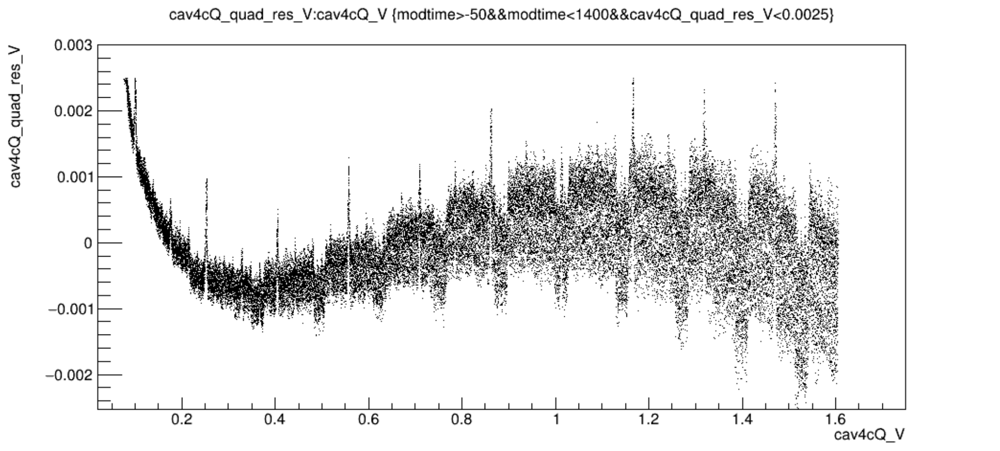 cav4cQ_quad_res_V:cav4cQ_V {modtime>-50&&modtime<1400&&cav4cQ_quad_res_V<0.0025}
cav4cQ_quad_res_V
0.003
0.002
0.001
0
−0.001
−0.002
0.2 0.4 0.6 0.8 1 1.2 1.4 1.6
cav4cQ_V